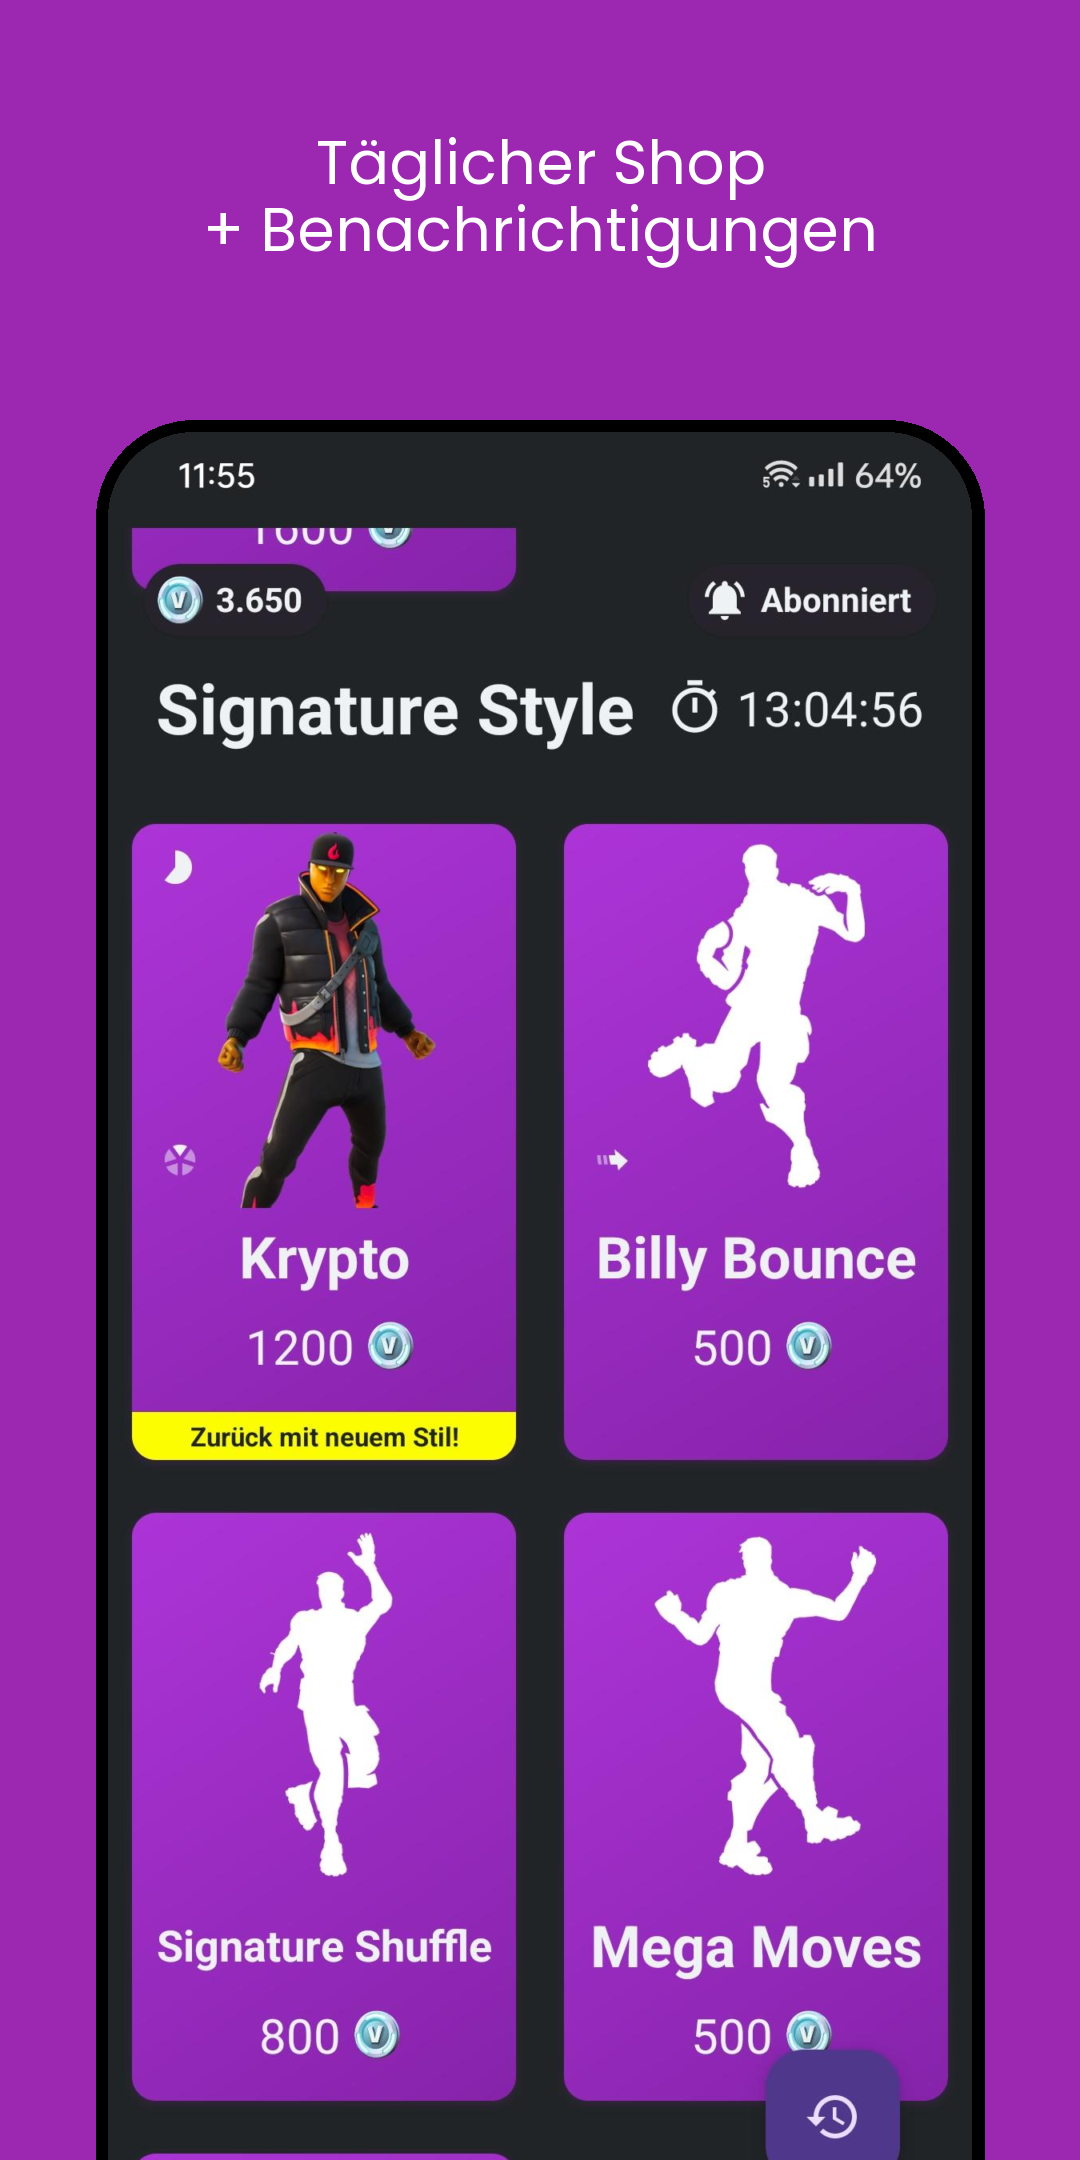 Täglicher Shop
+ Benachrichtigungen
11:55
64%
1600
3.650
Abonniert
Signature Style
13:04:56
Krypto
1200
Zurück mit neuem Stil!
Billy Bounce
500
Signature Shuffle
800
Mega Moves
500